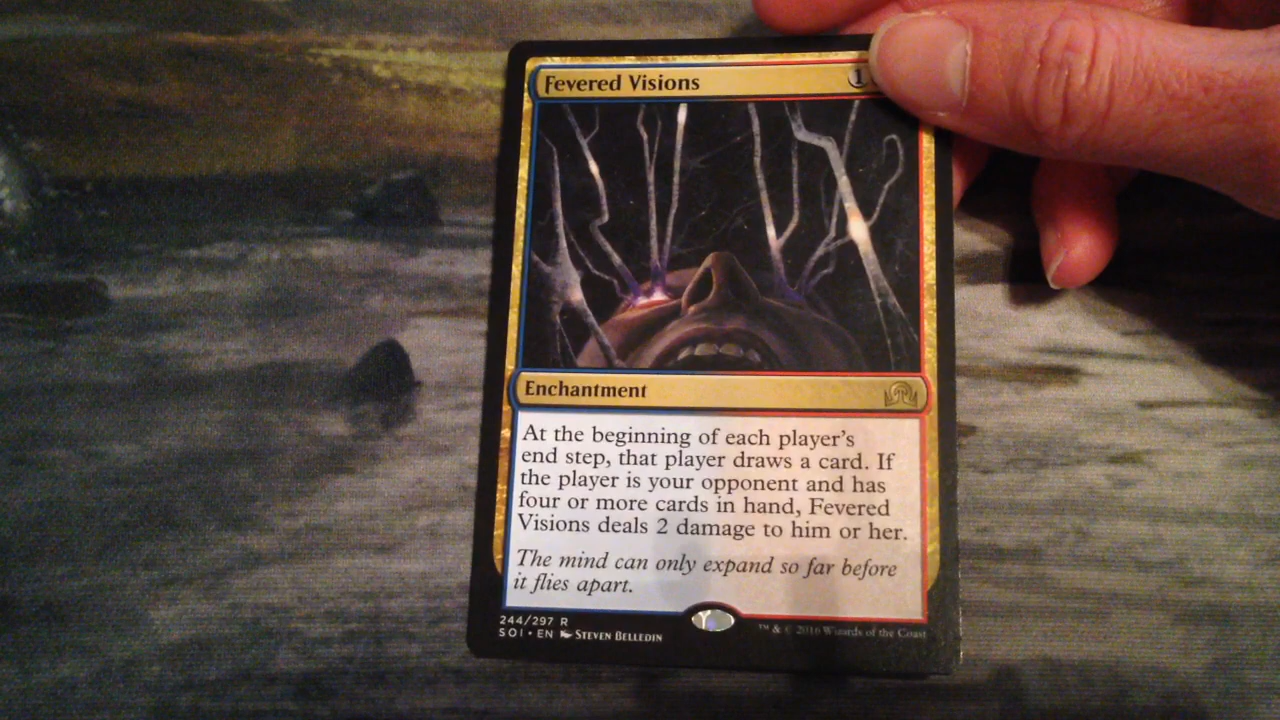 Fevered Visions 1
Enchantment
At the beginning of each player's
end step, that player draws a card. If
the player is your opponent and has
four or more cards in hand, Fevered
Visions deals 2 damage to him or her.
The mind can only expand so far before
it flies apart.
244/297 R
SOI • EN Steven Belledin
™ & © 2016 Wizards of the Coast